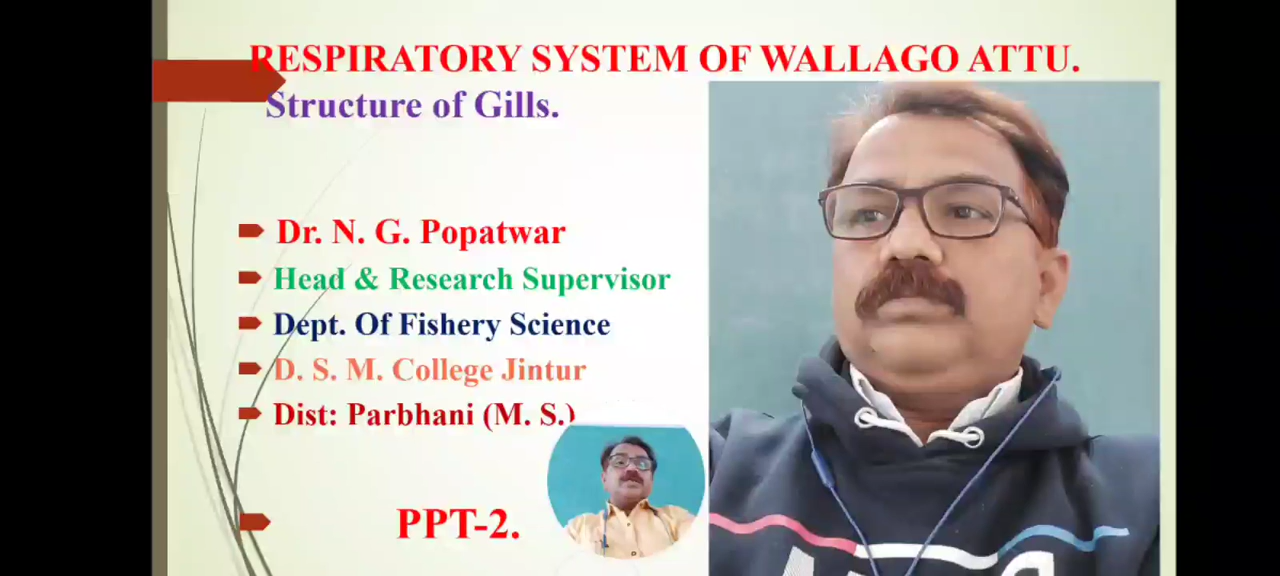 RESPIRATORY SYSTEM OF WALLAGO ATTU.
Structure of Gills.
Dr. N. G. Popatwar
Head & Research Supervisor
Dept. Of Fishery Science
D. S. M. College Jintur
Dist: Parbhani (M. S.)
PPT-2.